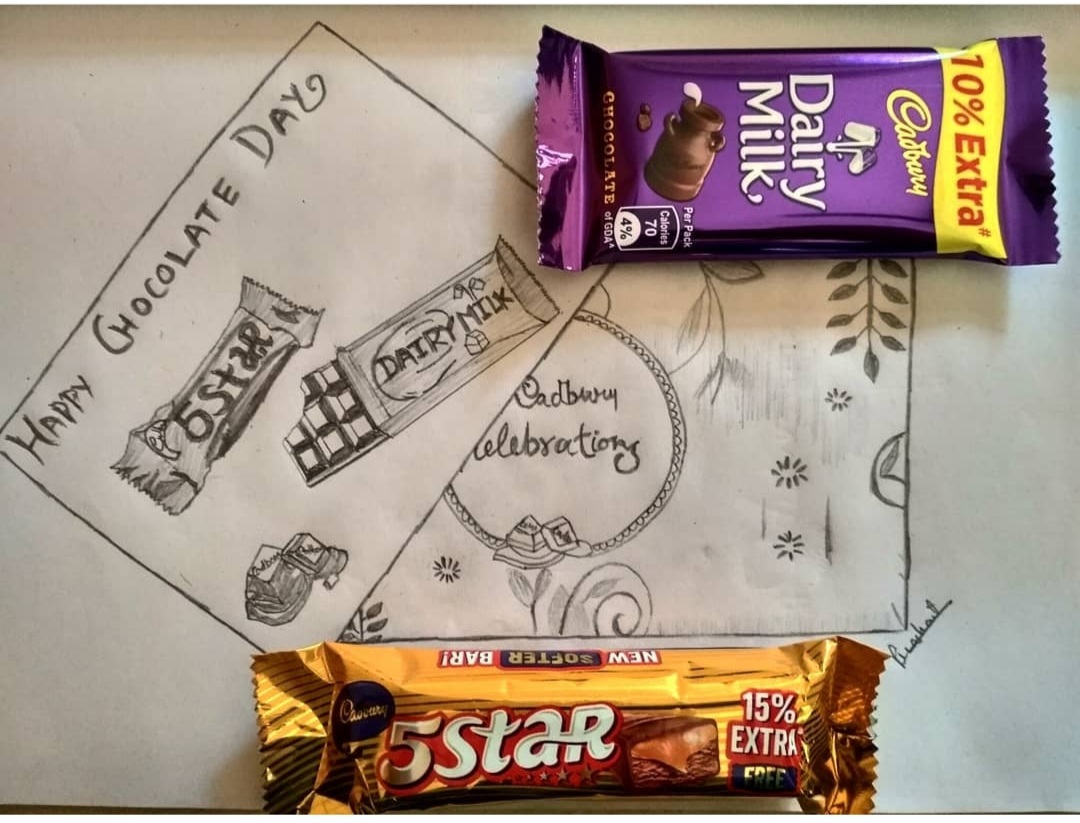 HAPPY CHOCOLATE DAY
5Star
DAIRY MILK
Cadbury
Celebrations
10% Extra#
Cadbury
Dairy
Milk
CHOCOLATE
Per Pack
Calories
70
4%
of GDA^
NEW SOFTER BAR!
Cadbury
5Star
15%
EXTRA
FREE